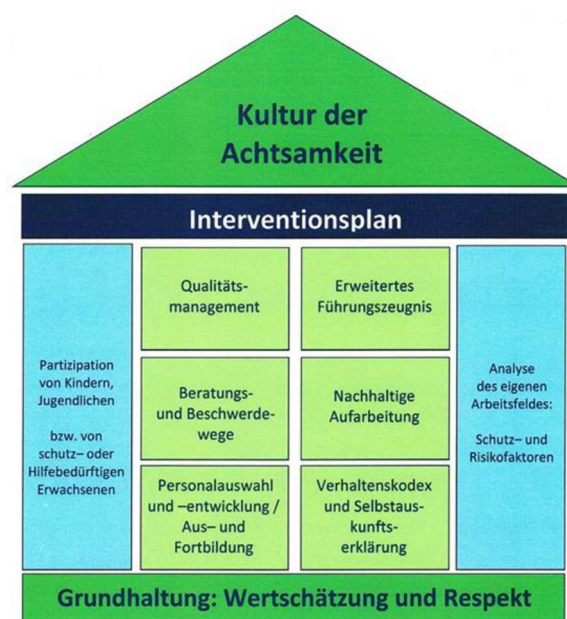 Kultur der
Achtsamkeit
Interventionsplan
Partizipation
von Kindern,
Jugendlichen
bzw. von
schutz– oder
Hilfebedürftigen
Erwachsenen
Qualitäts-
management
Erweitertes
Führungszeugnis
Beratungs-
und Beschwerde-
wege
Nachhaltige
Aufarbeitung
Personalauswahl
und –entwicklung /
Aus– und
Fortbildung
Verhaltenskodex
und Selbstaus-
kunfts-
erklärung
Analyse
des eigenen
Arbeitsfeldes:
Schutz– und
Risikofaktoren
Grundhaltung: Wertschätzung und Respekt